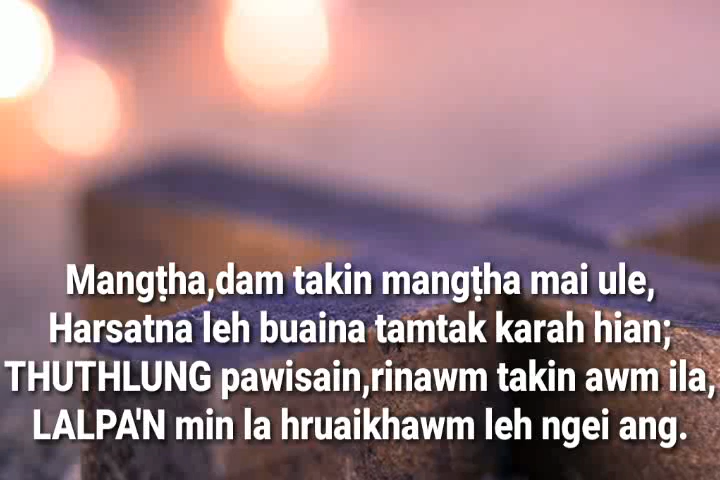 Mangṭha,dam takin mangṭha mai ule,
Harsatna leh buaina tamtak karah hian;
THUTHLUNG pawisain,rinawm takin awm ila,
LALPA'N min la hruaikhawm leh ngei ang.